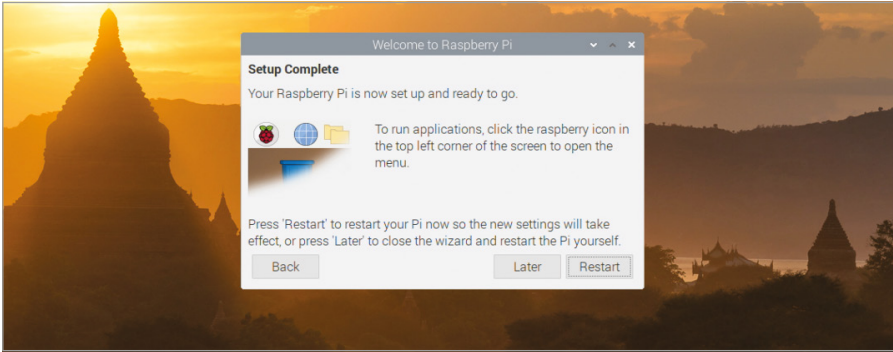 Welcome to Raspberry Pi
Setup Complete
Your Raspberry Pi is now set up and ready to go.
To run applications, click the raspberry icon in
the top left corner of the screen to open the
menu.
Press 'Restart' to restart your Pi now so the new settings will take
effect, or press 'Later' to close the wizard and restart the Pi yourself.
Back
Later
Restart